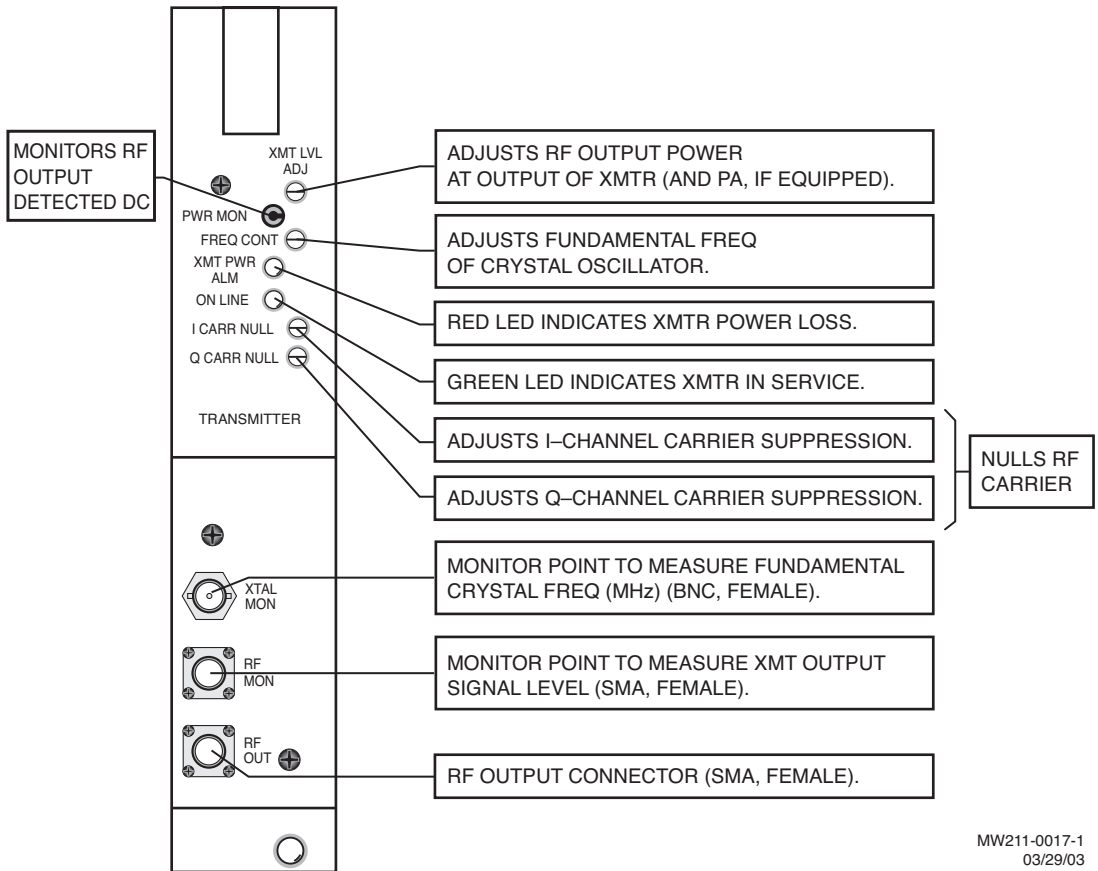 MONITORS RF
OUTPUT
DETECTED DC
XMT LVL
ADJ
PWR MON
FREQ CONT
XMT PWR
ALM
ON LINE
I CARR NULL
Q CARR NULL
TRANSMITTER
XTAL
MON
RF
MON
RF
OUT
ADJUSTS RF OUTPUT POWER
AT OUTPUT OF XMTR (AND PA, IF EQUIPPED).
ADJUSTS FUNDAMENTAL FREQ
OF CRYSTAL OSCILLATOR.
RED LED INDICATES XMTR POWER LOSS.
GREEN LED INDICATES XMTR IN SERVICE.
ADJUSTS I–CHANNEL CARRIER SUPPRESSION.
ADJUSTS Q–CHANNEL CARRIER SUPPRESSION.
NULLS RF
CARRIER
MONITOR POINT TO MEASURE FUNDAMENTAL
CRYSTAL FREQ (MHz) (BNC, FEMALE).
MONITOR POINT TO MEASURE XMT OUTPUT
SIGNAL LEVEL (SMA, FEMALE).
RF OUTPUT CONNECTOR (SMA, FEMALE).
MW211-0017-1
03/29/03